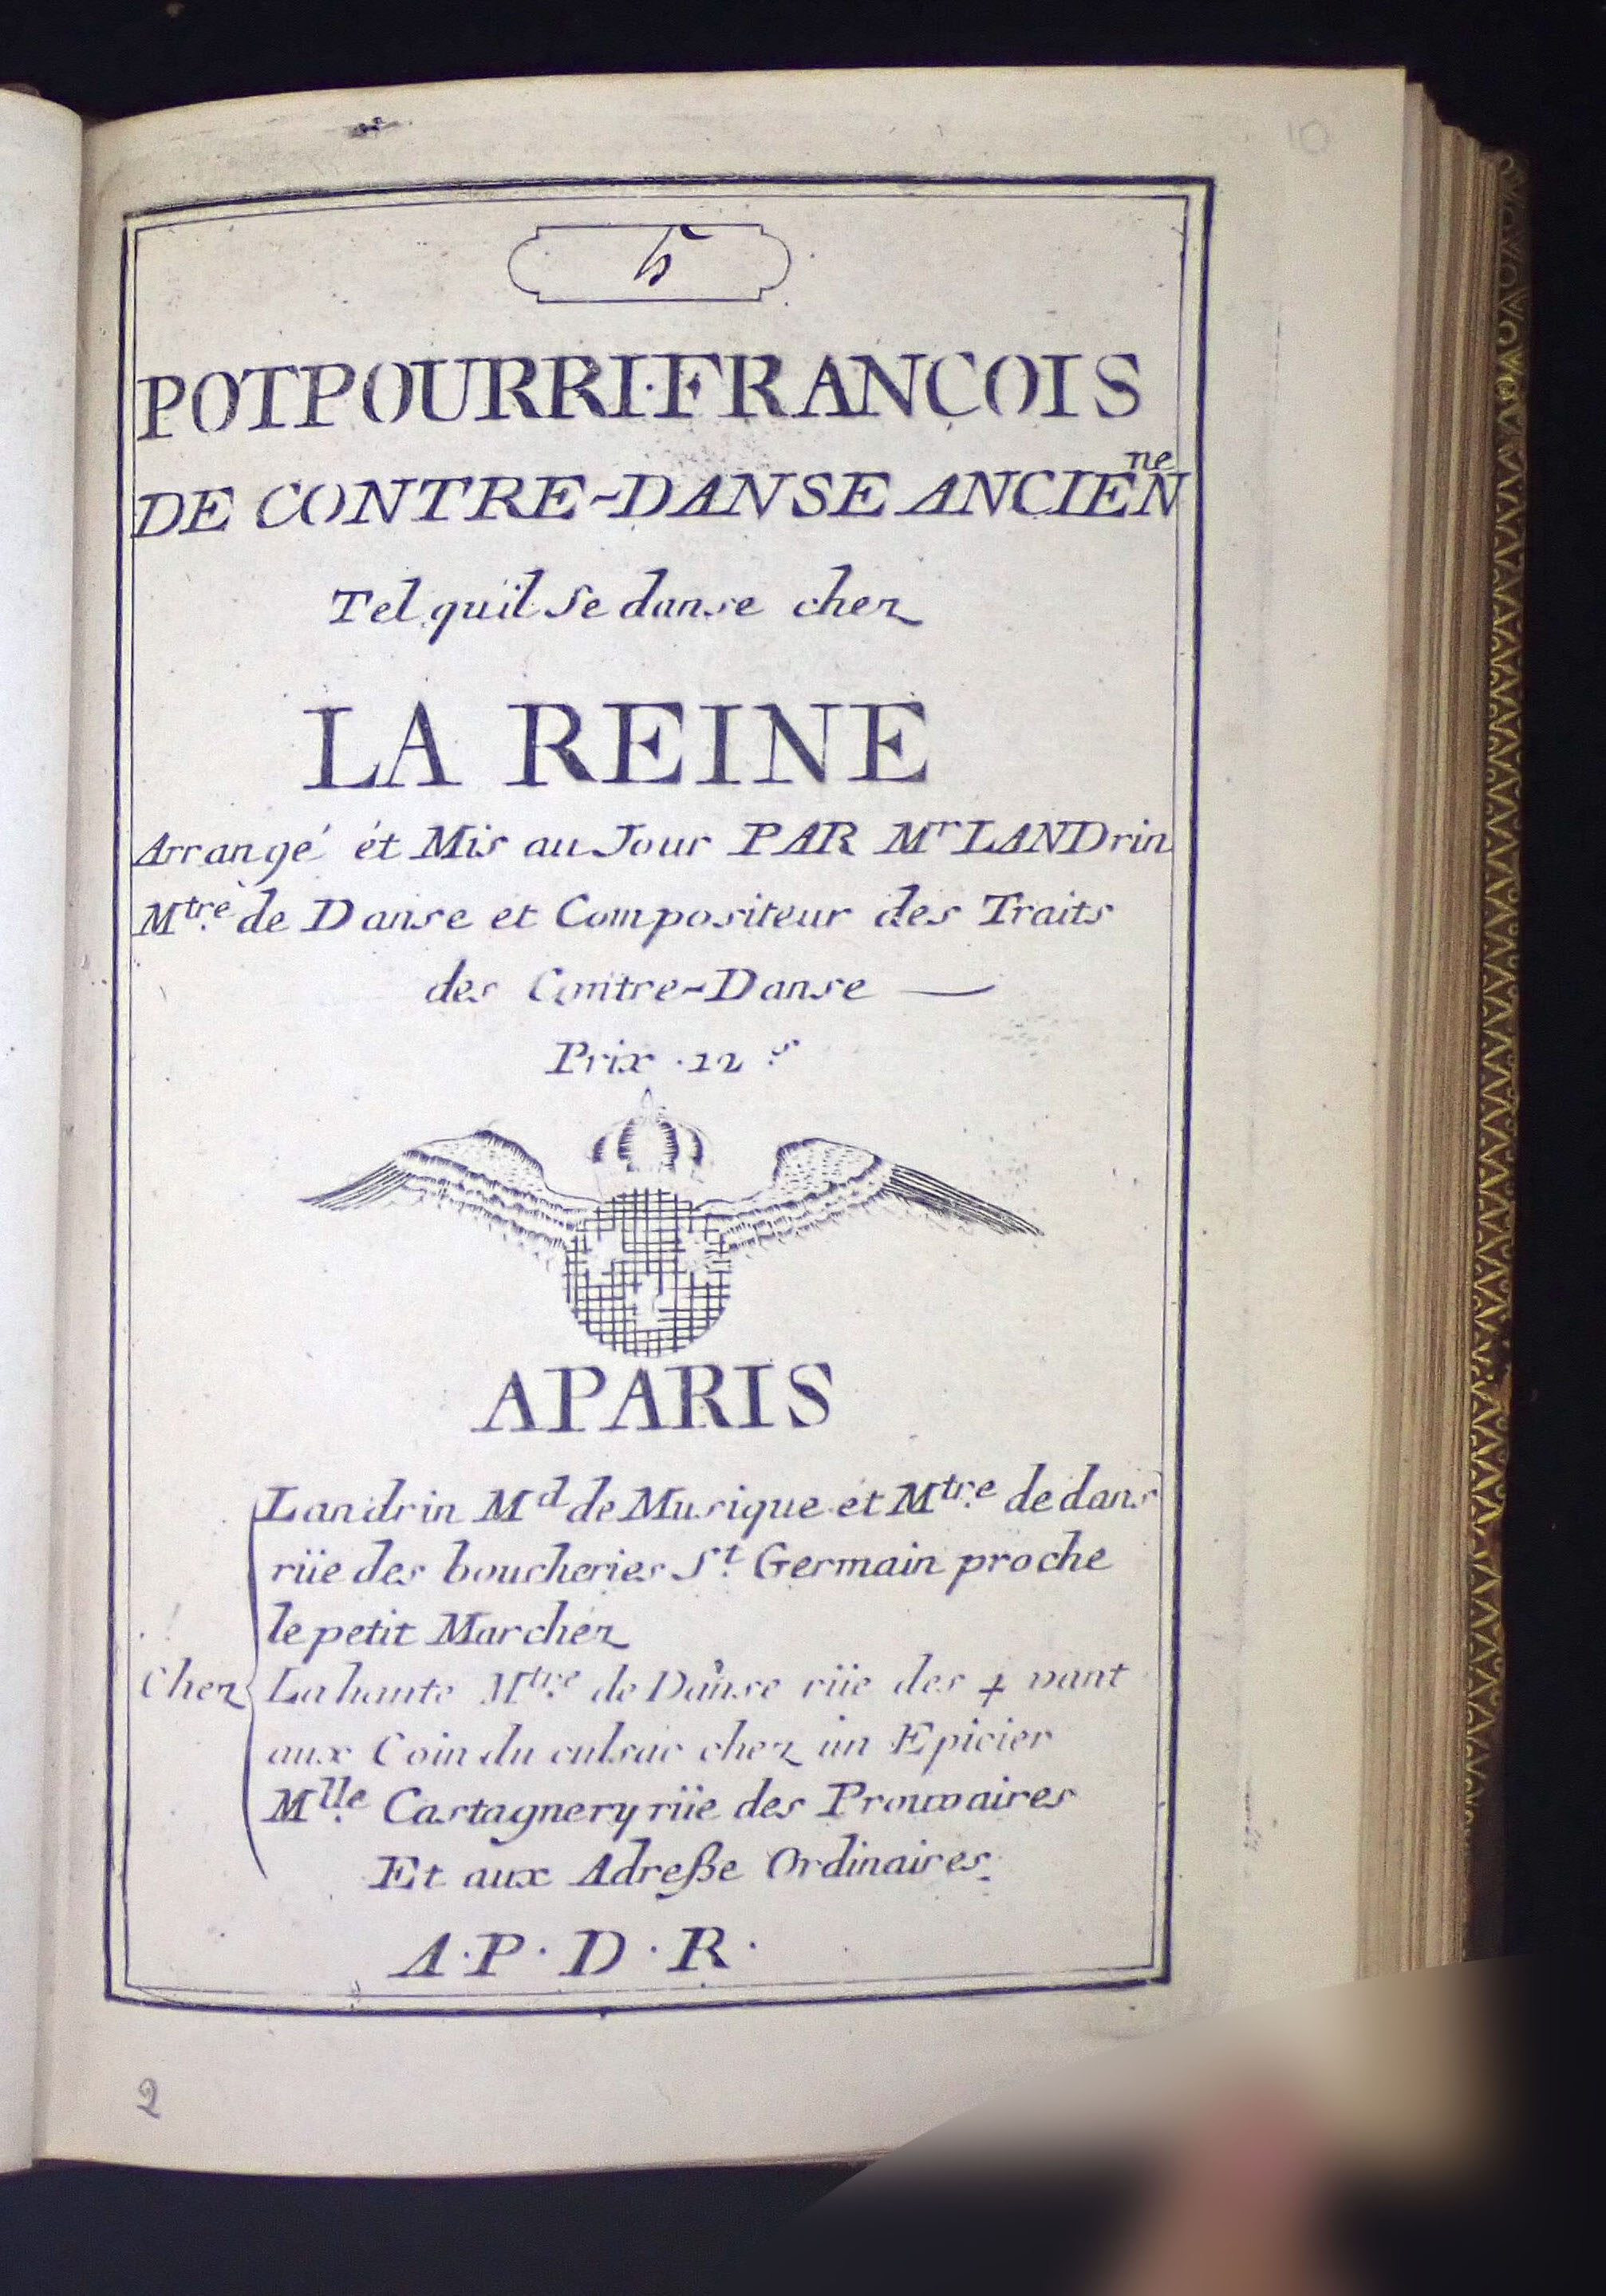 10
5
POTPOURRI·FRANÇOIS
DE CONTRE-DANSE ANCIENne
Tel quil Se danse chez
LA REINE
Arrangé ét Mis au Jour PAR Mr LANDrin
Mtre de Danse et Compositeur des Traits
des Contre-Danse —
Prix ·12 s
APARIS
Landrin Md de Musique et Mtre de dans
rüe des boucheries St Germain proche
le petit Marchéz
Chez
Lahante Mtre de Danse rüe des 4 vant
aux Coin du culsac chez un Epicier
Mlle Castagnery rüe des Prouvaires
Et aux Adreße Ordinaires.
A·P·D·R·
2